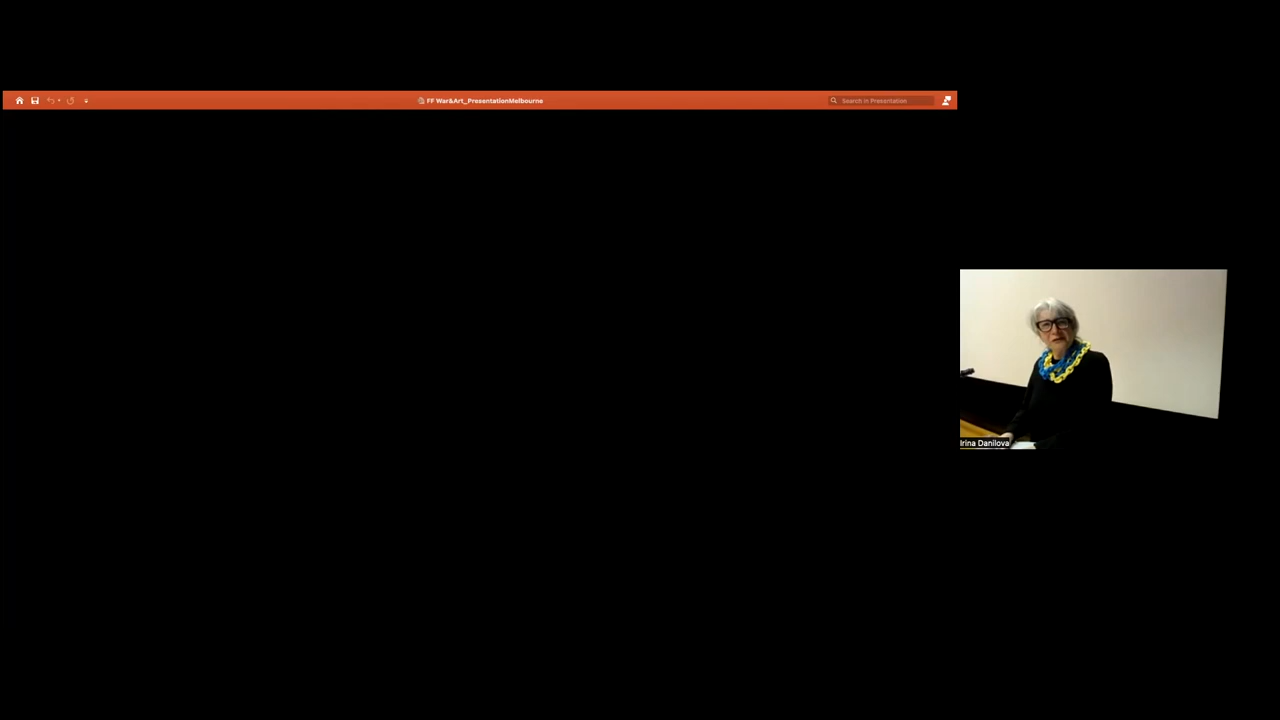 FF War&Art_PresentationMelbourne
Search in Presentation
Irina Danilova